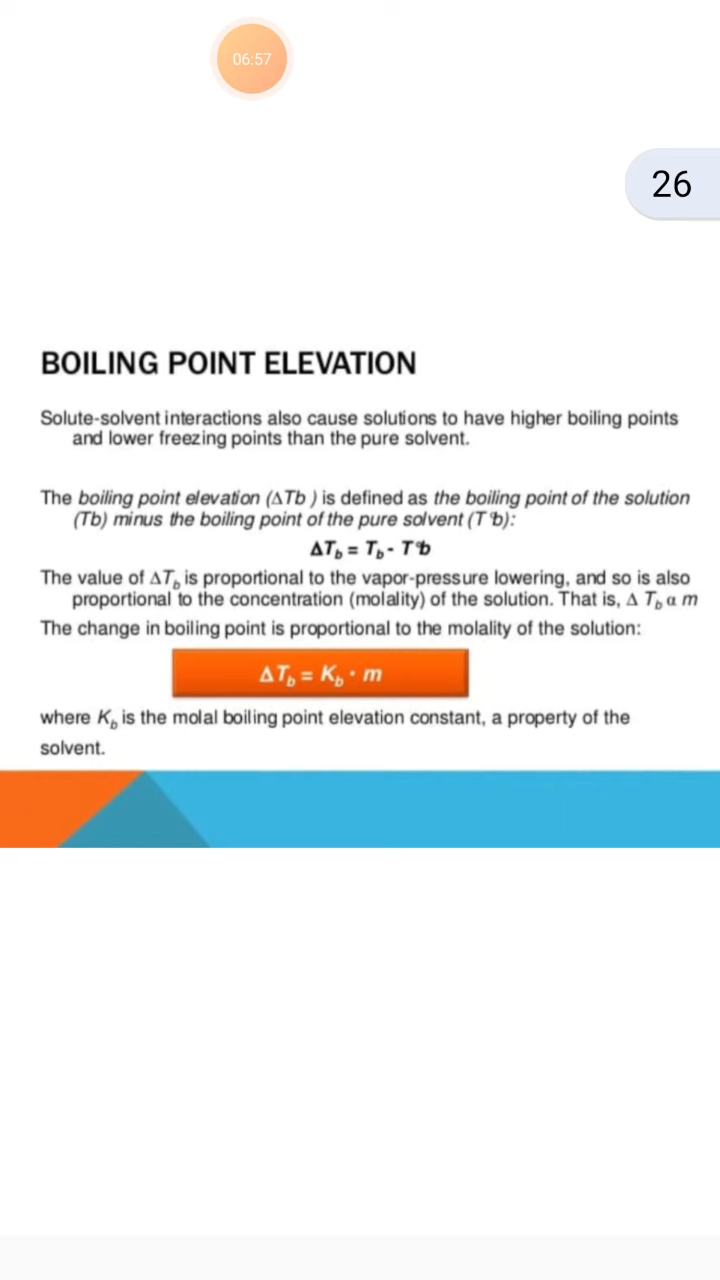 06:57
26
BOILING POINT ELEVATION
Solute-solvent interactions also cause solutions to have higher boiling points
and lower freezing points than the pure solvent.
The boiling point elevation (ΔTb ) is defined as the boiling point of the solution
(Tb) minus the boiling point of the pure solvent (T°b):
ΔTb = Tb - T°b
The value of ΔTb is proportional to the vapor-pressure lowering, and so is also
proportional to the concentration (molality) of the solution. That is, Δ Tb α m
The change in boiling point is proportional to the molality of the solution:
ΔTb = Kb · m
where Kb is the molal boiling point elevation constant, a property of the
solvent.